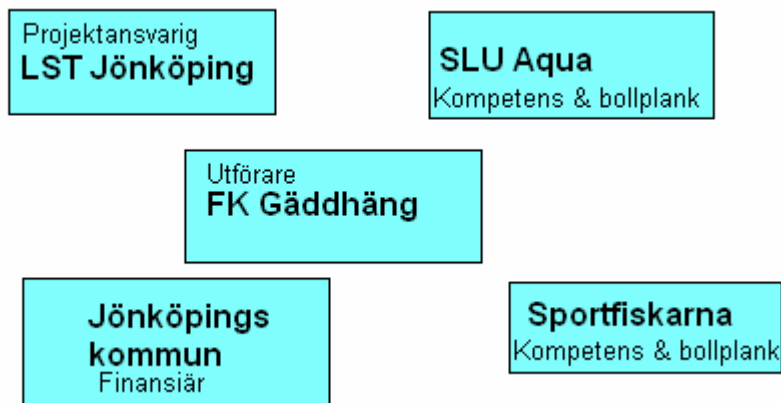 Projektansvarig
LST Jönköping
SLU Aqua
Kompetens & bollplank
Utförare
FK Gäddhäng
Jönköpings
kommun
Finansiär
Sportfiskarna
Kompetens & bollplank